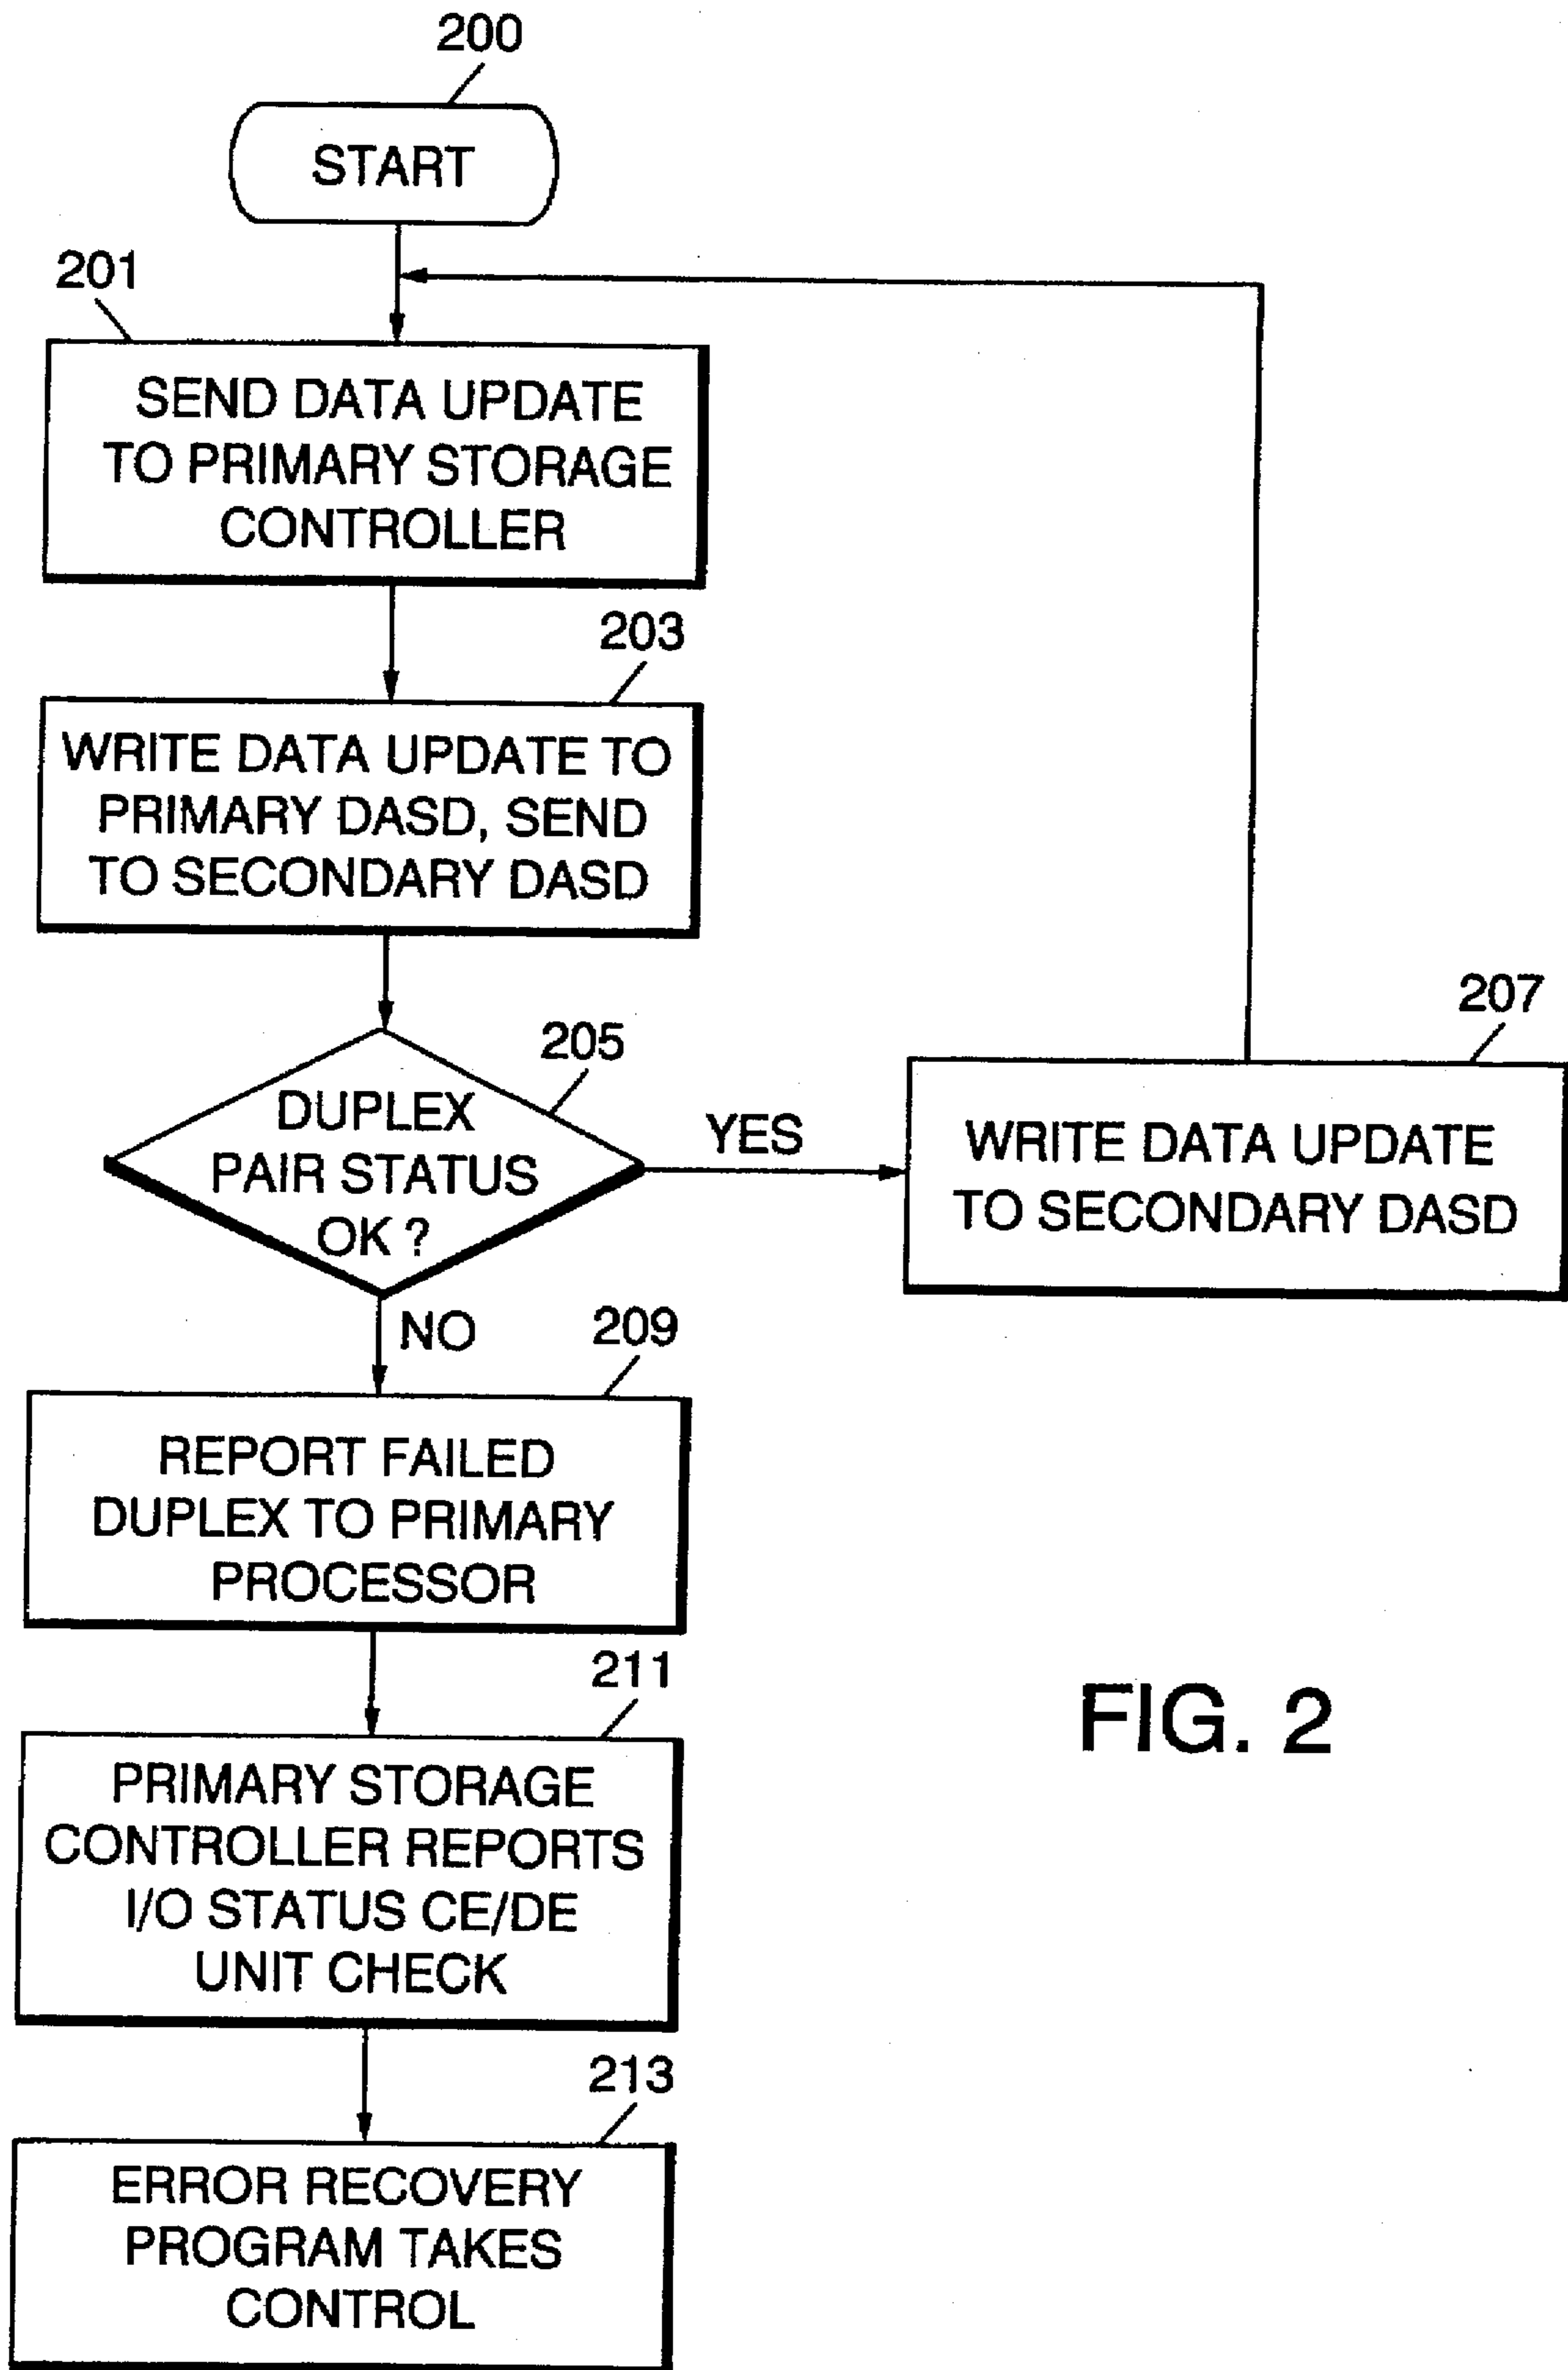 200
START
201
SEND DATA UPDATE
TO PRIMARY STORAGE
CONTROLLER
203
WRITE DATA UPDATE TO
PRIMARY DASD, SEND
TO SECONDARY DASD
205
DUPLEX
PAIR STATUS
OK ?
YES
207
WRITE DATA UPDATE
TO SECONDARY DASD
NO
209
REPORT FAILED
DUPLEX TO PRIMARY
PROCESSOR
211
PRIMARY STORAGE
CONTROLLER REPORTS
I/O STATUS CE/DE
UNIT CHECK
213
ERROR RECOVERY
PROGRAM TAKES
CONTROL
FIG. 2